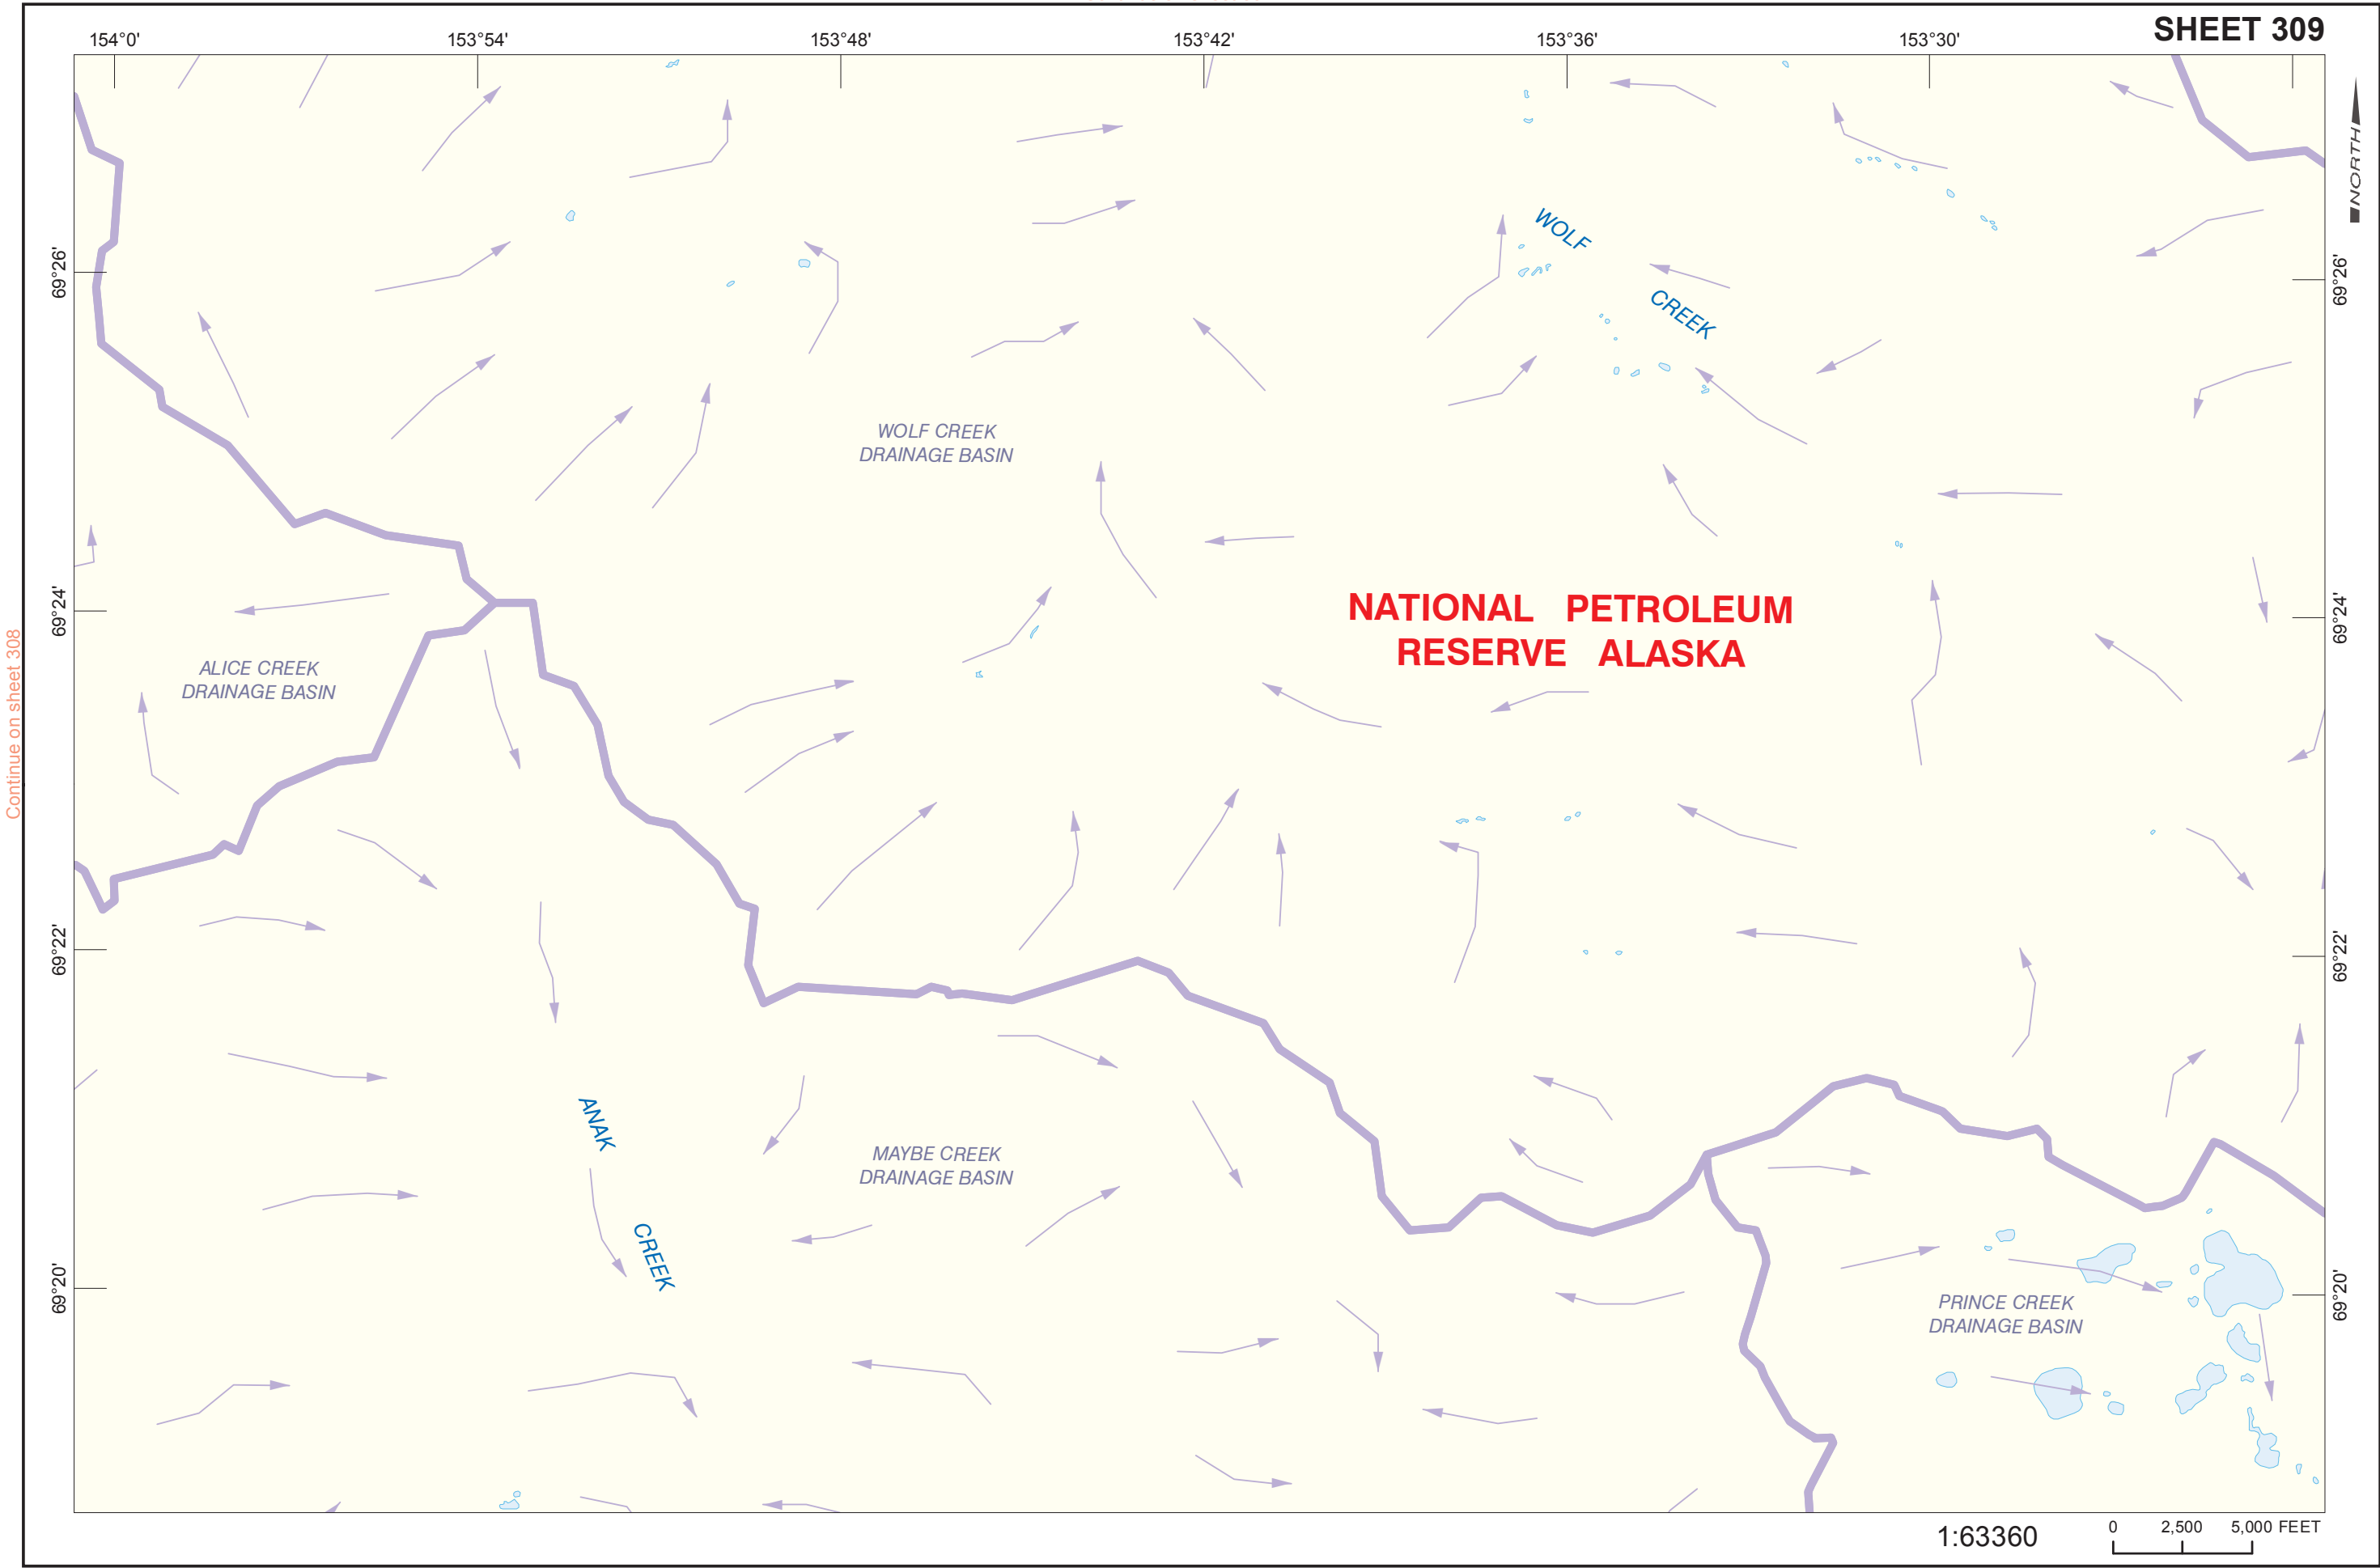 SHEET 309
154°0' 153°54' 153°48' 153°42' 153°36' 153°30'
NORTH
WOLF
CREEK
69°26'
69°26'
WOLF CREEK
DRAINAGE BASIN
69°24'
69°24'
NATIONAL PETROLEUM
RESERVE ALASKA
Continue on sheet 308
ALICE CREEK
DRAINAGE BASIN
69°22'
69°22'
ANAK
CREEK
MAYBE CREEK
DRAINAGE BASIN
69°20'
69°20'
PRINCE CREEK
DRAINAGE BASIN
1:63360
0 2,500 5,000 FEET